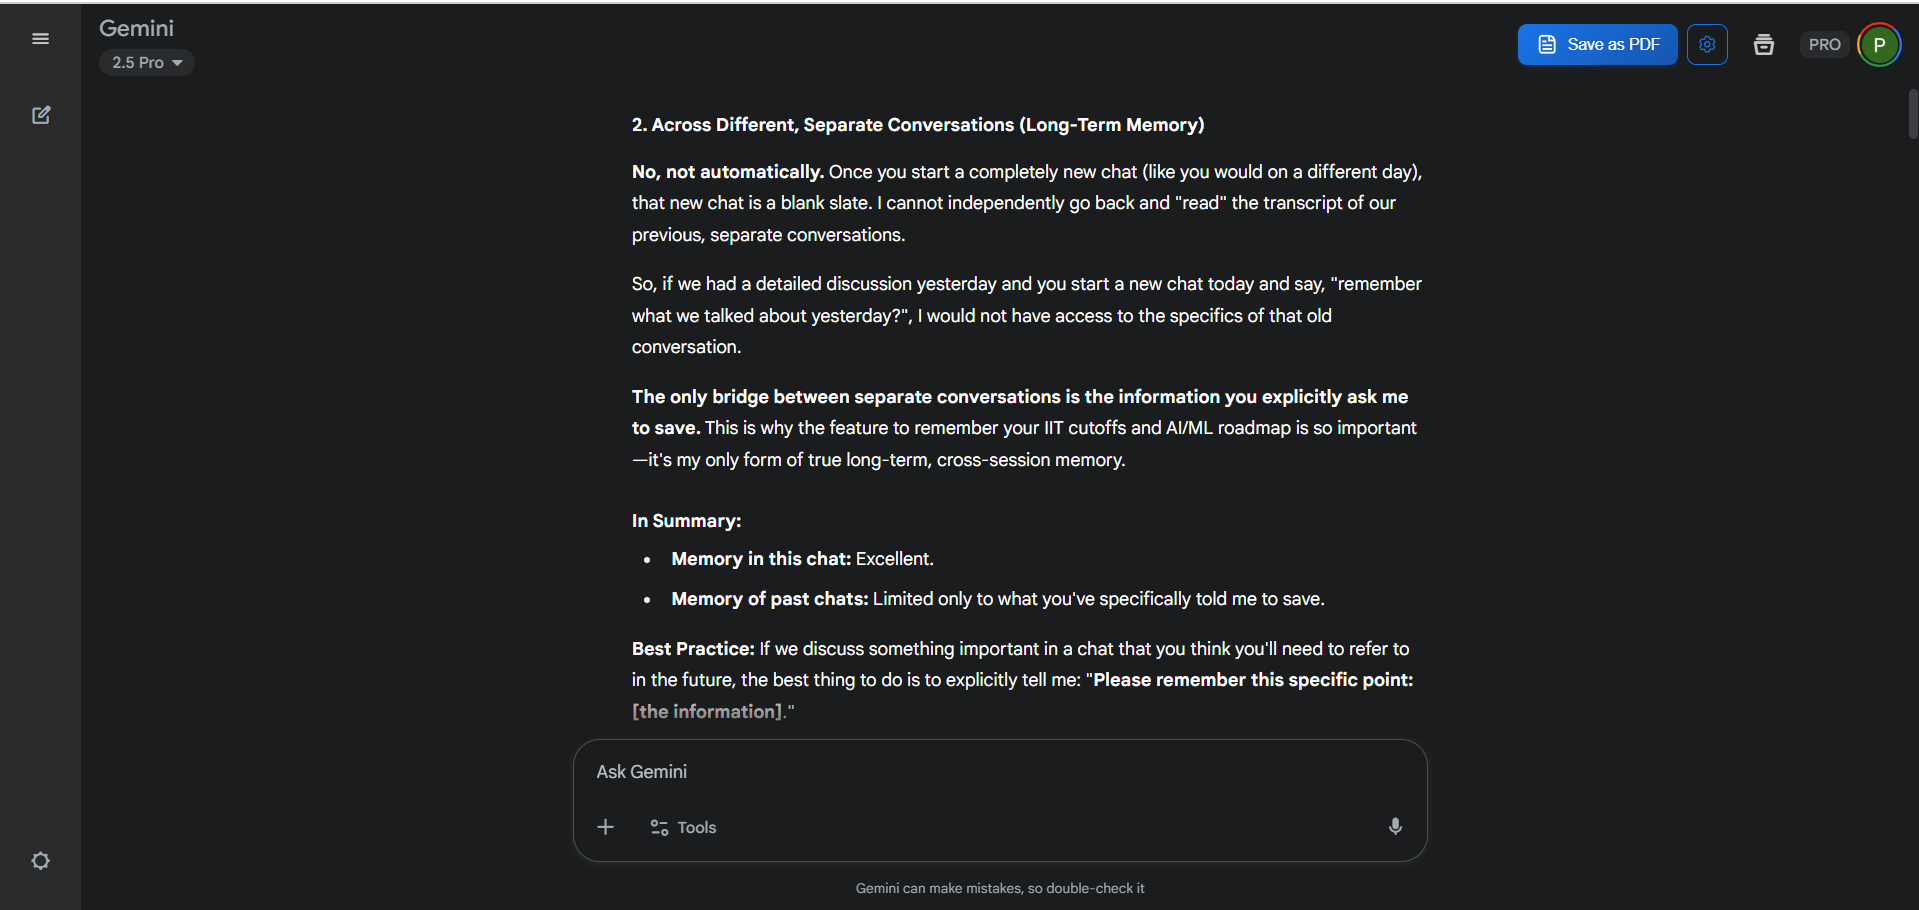 Gemini
2.5 Pro
Save as PDF
PRO
P
2. Across Different, Separate Conversations (Long-Term Memory)
No, not automatically. Once you start a completely new chat (like you would on a different day),
that new chat is a blank slate. I cannot independently go back and "read" the transcript of our
previous, separate conversations.
So, if we had a detailed discussion yesterday and you start a new chat today and say, "remember
what we talked about yesterday?", I would not have access to the specifics of that old
conversation.
The only bridge between separate conversations is the information you explicitly ask me
to save. This is why the feature to remember your IIT cutoffs and AI/ML roadmap is so important
—it's my only form of true long-term, cross-session memory.
In Summary:
• Memory in this chat: Excellent.
• Memory of past chats: Limited only to what you've specifically told me to save.
Best Practice: If we discuss something important in a chat that you think you'll need to refer to
in the future, the best thing to do is to explicitly tell me: "Please remember this specific point:
[the information]."
Ask Gemini
Tools
Gemini can make mistakes, so double-check it